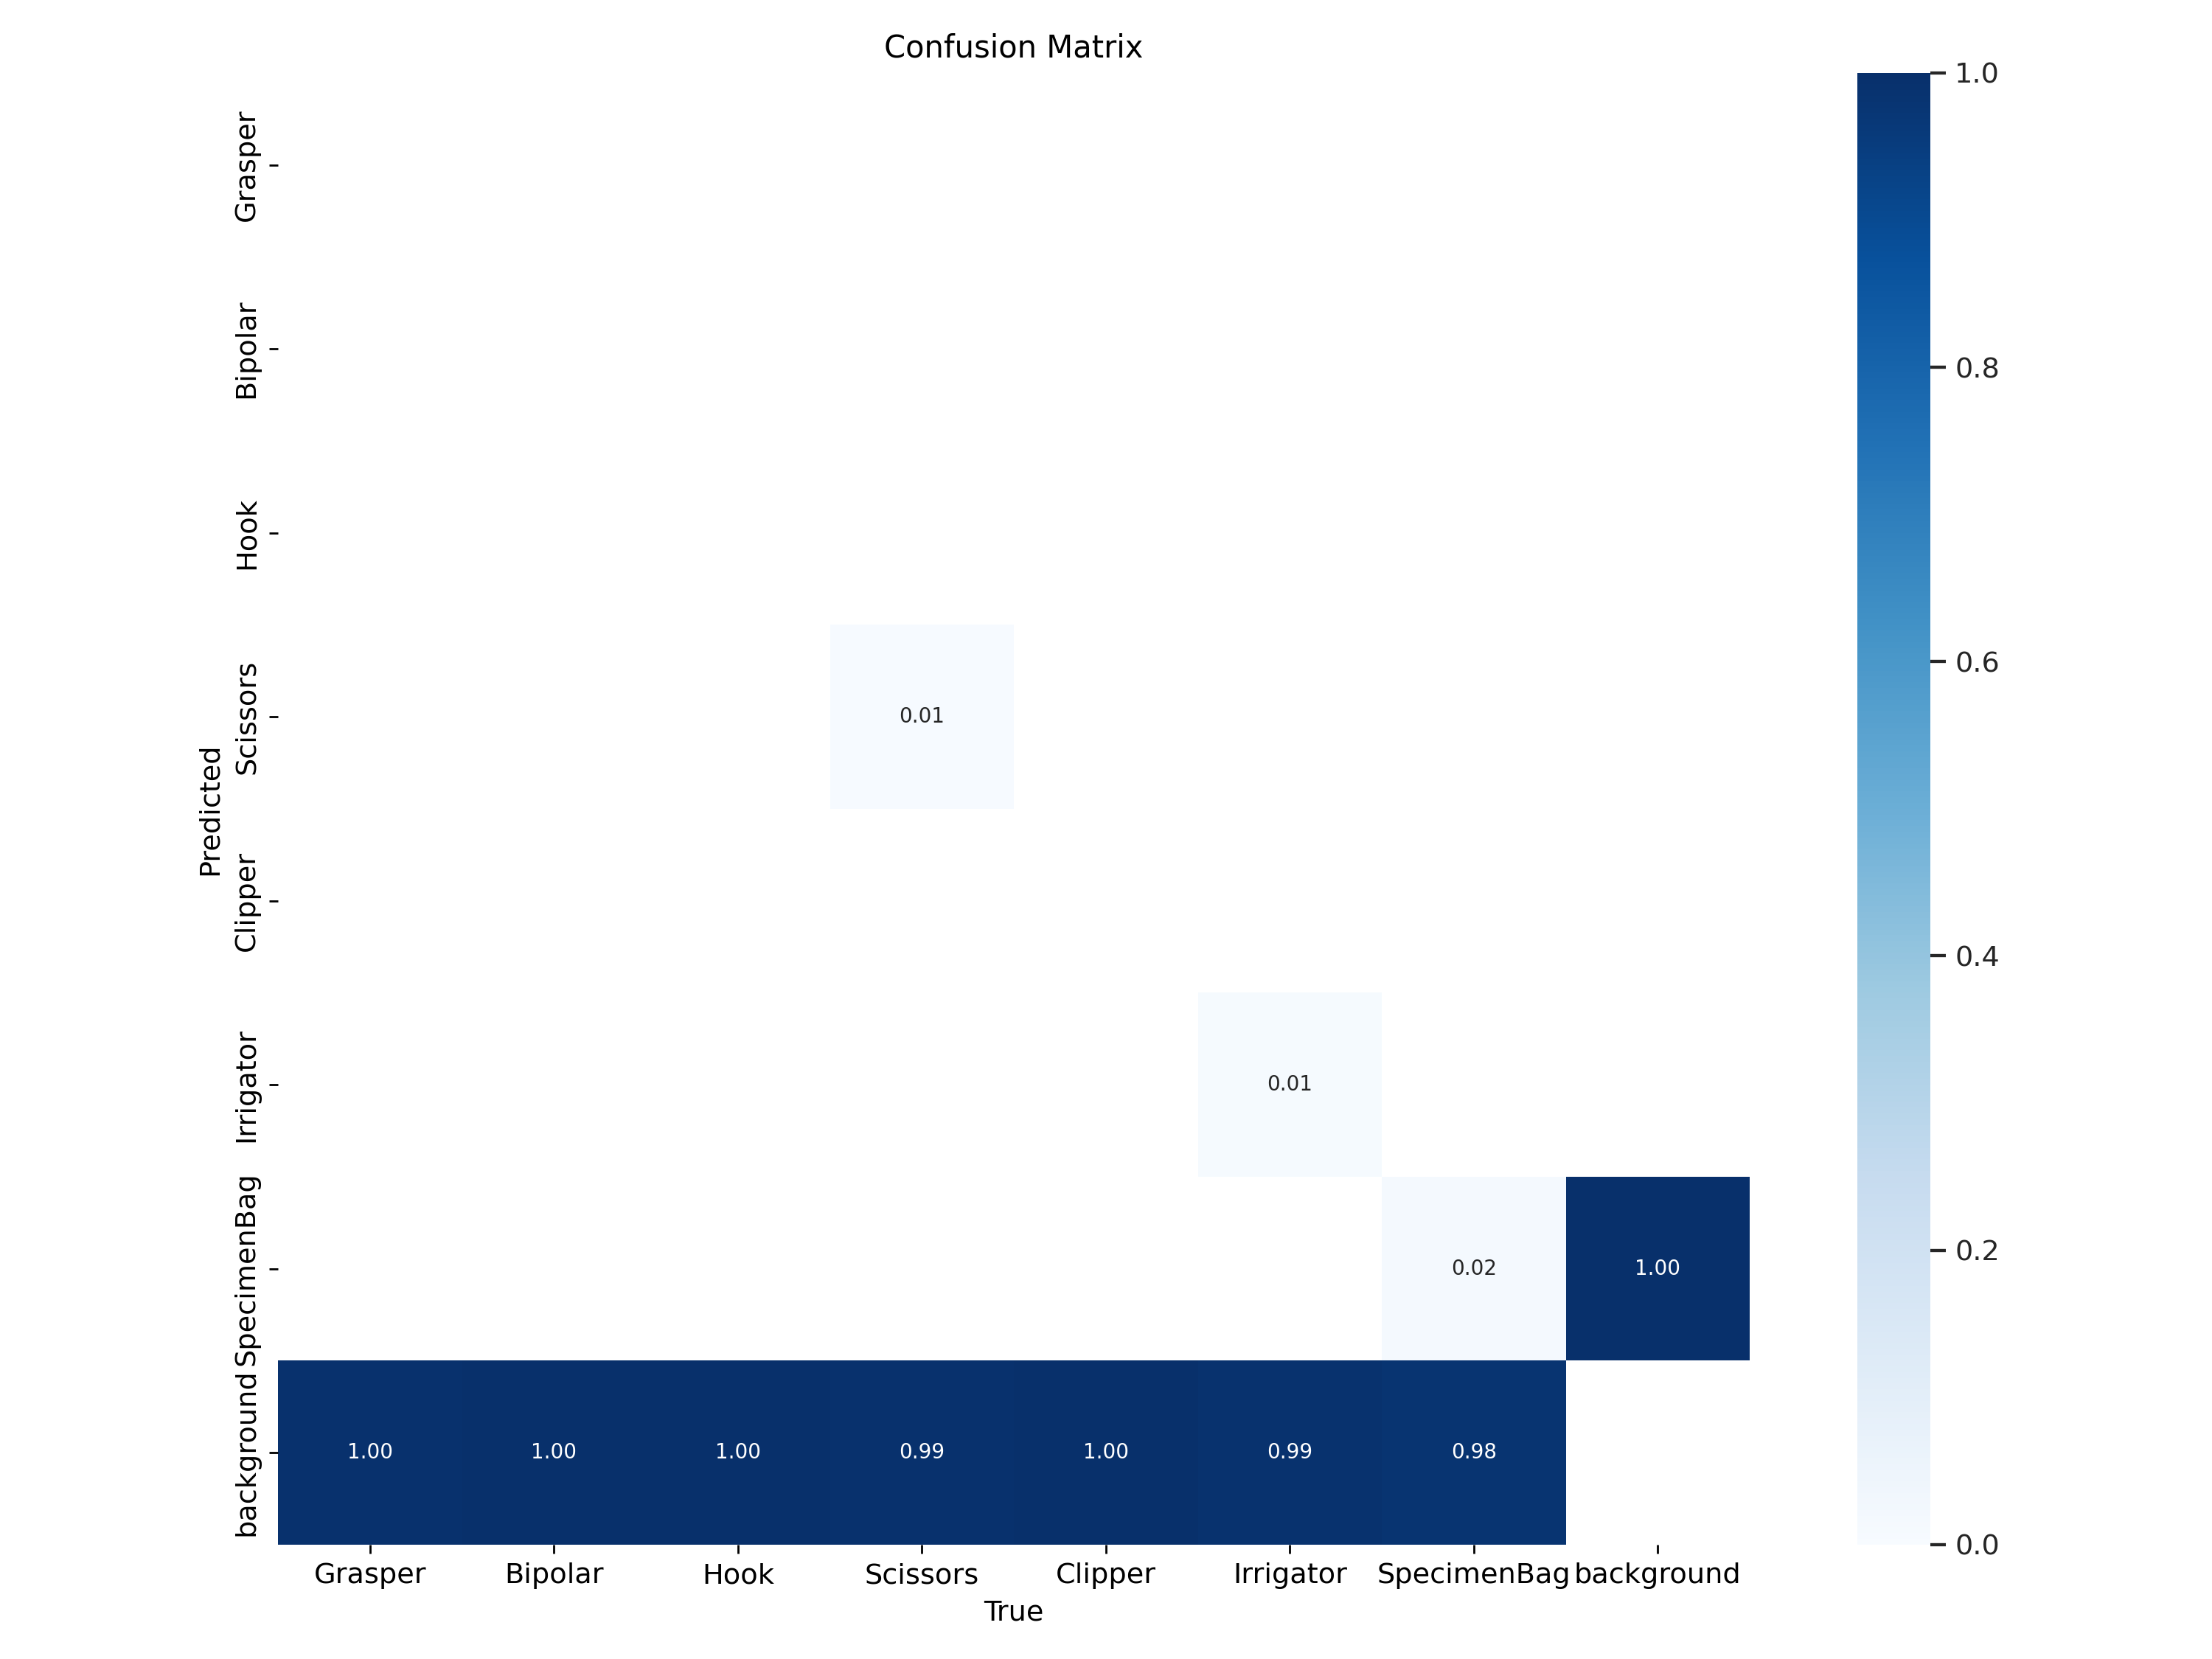 Confusion Matrix
Predicted
Grasper
Bipolar
Hook
Scissors
Clipper
Irrigator
SpecimenBag
background
0.01
0.01
0.02 1.00
1.00 1.00 1.00 0.99 1.00 0.99 0.98
Grasper Bipolar Hook Scissors Clipper Irrigator SpecimenBag background
True
1.0
0.8
0.6
0.4
0.2
0.0